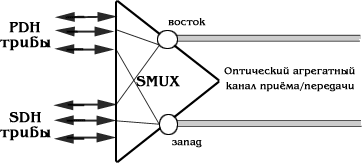 восток
PDH
трибы
SMUX
Оптический агрегатный
канал приёма/передачи
SDH
трибы
запад